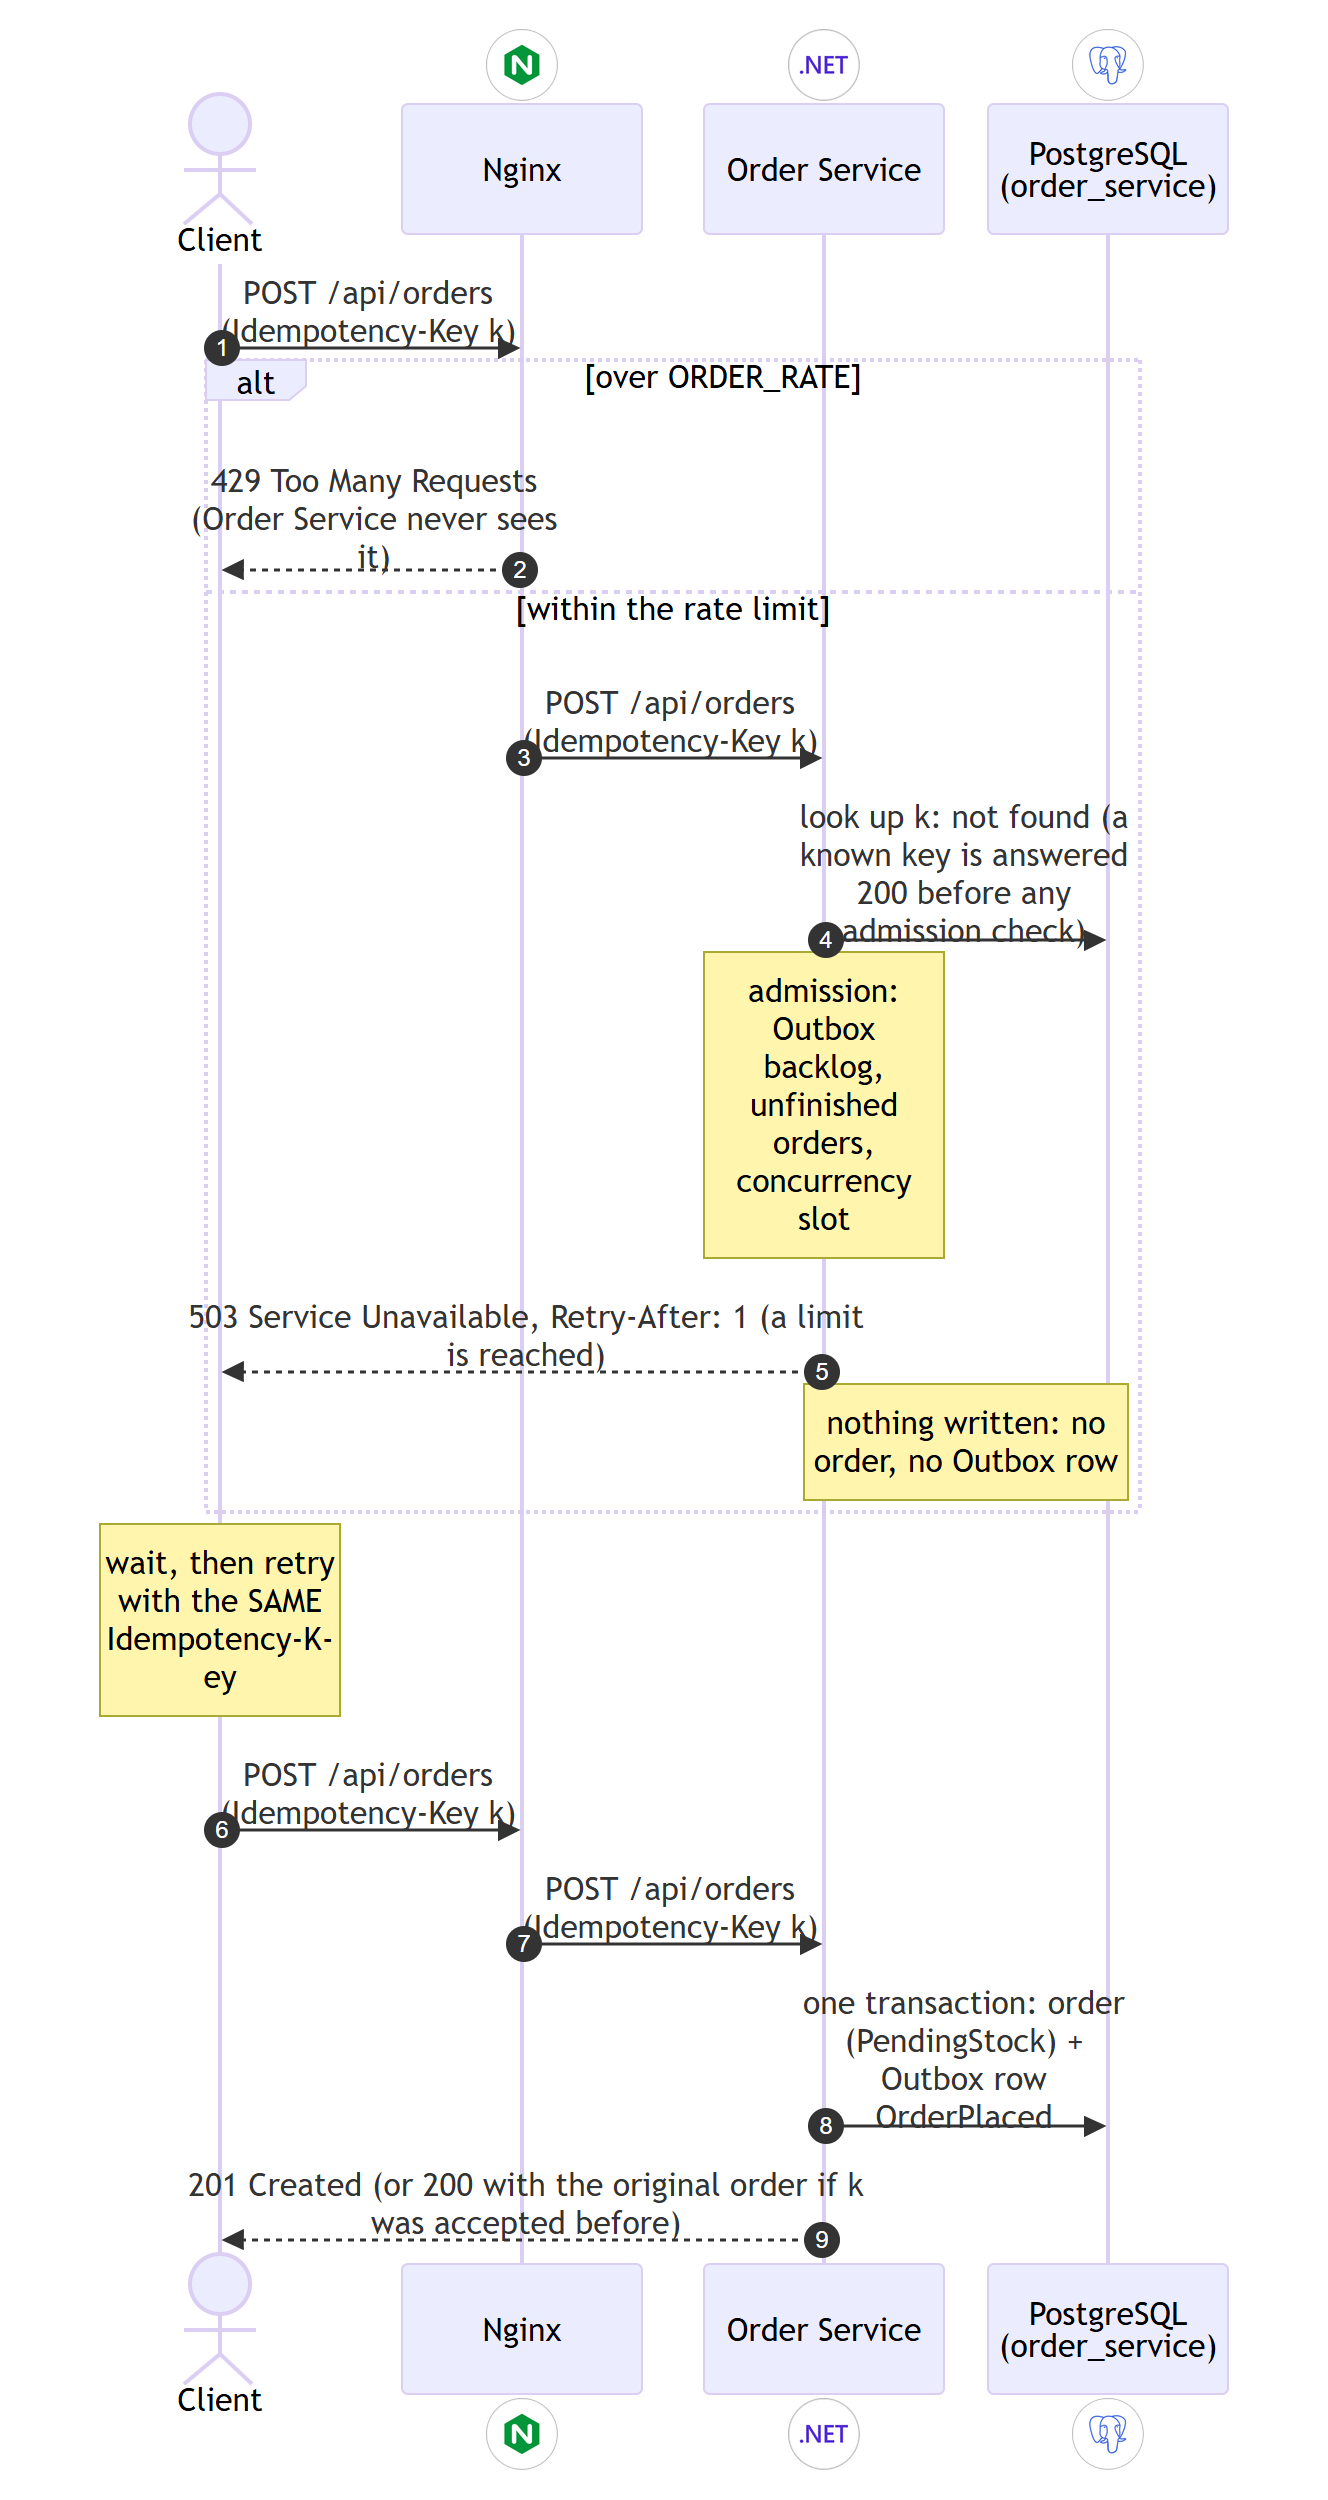 .NET
Nginx
Order Service
PostgreSQL
(order_service)
Client
POST /api/orders
(Idempotency-Key k)
1
alt
[over ORDER_RATE]
429 Too Many Requests
(Order Service never sees
it)
2
[within the rate limit]
POST /api/orders
(Idempotency-Key k)
3
look up k: not found (a
known key is answered
200 before any
admission check)
4
admission:
Outbox
backlog,
unfinished
orders,
concurrency
slot
503 Service Unavailable, Retry-After: 1 (a limit
is reached)
5
nothing written: no
order, no Outbox row
wait, then retry
with the SAME
Idempotency-K-
ey
POST /api/orders
(Idempotency-Key k)
6
POST /api/orders
(Idempotency-Key k)
7
one transaction: order
(PendingStock) +
Outbox row
OrderPlaced
8
201 Created (or 200 with the original order if k
was accepted before)
9
Nginx
Order Service
PostgreSQL
(order_service)
Client
.NET